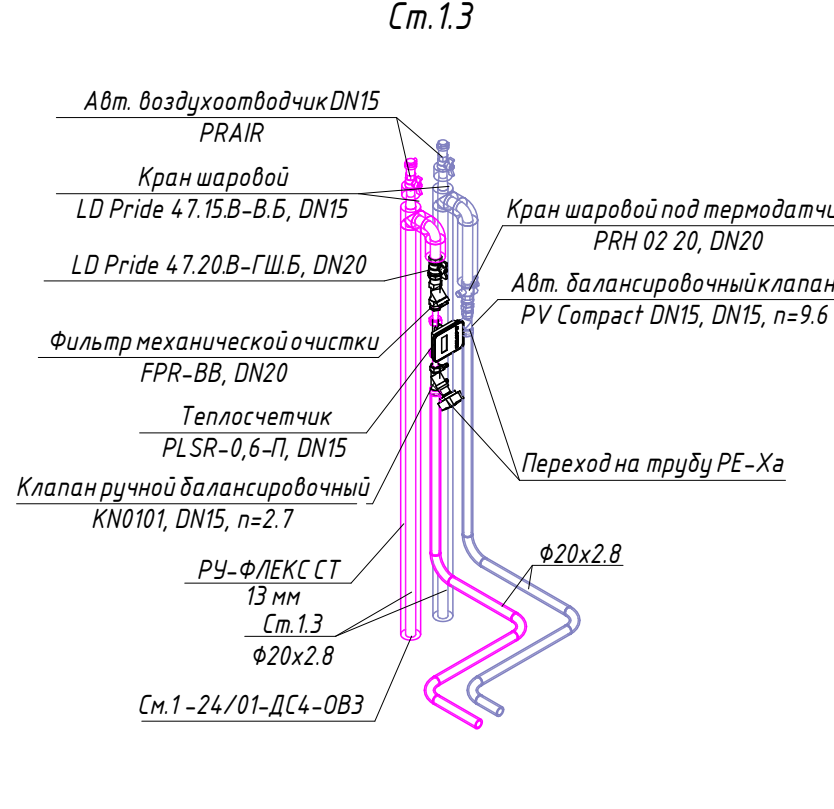 Ст.1.3
Авт. воздухоотводчик DN15
PRAIR
Кран шаровой
LD Pride 47.15.В-В.Б, DN15
LD Pride 47.20.В-ГШ.Б, DN20
Фильтр механической очистки
FPR-BB, DN20
Теплосчетчик
PLSR-0,6-П, DN15
Клапан ручной балансировочный
KN0101, DN15, n=2.7
РУ-ФЛЕКС СТ
13 мм
Ст.1.3
Ф20х2.8
См.1-24/01-ДС4-ОВ3
Кран шаровой под термодатчи
PRH 02 20, DN20
Авт. балансировочный клапан
PV Compact DN15, DN15, n=9.6
Переход на трубу PE-Xa
Ф20х2.8